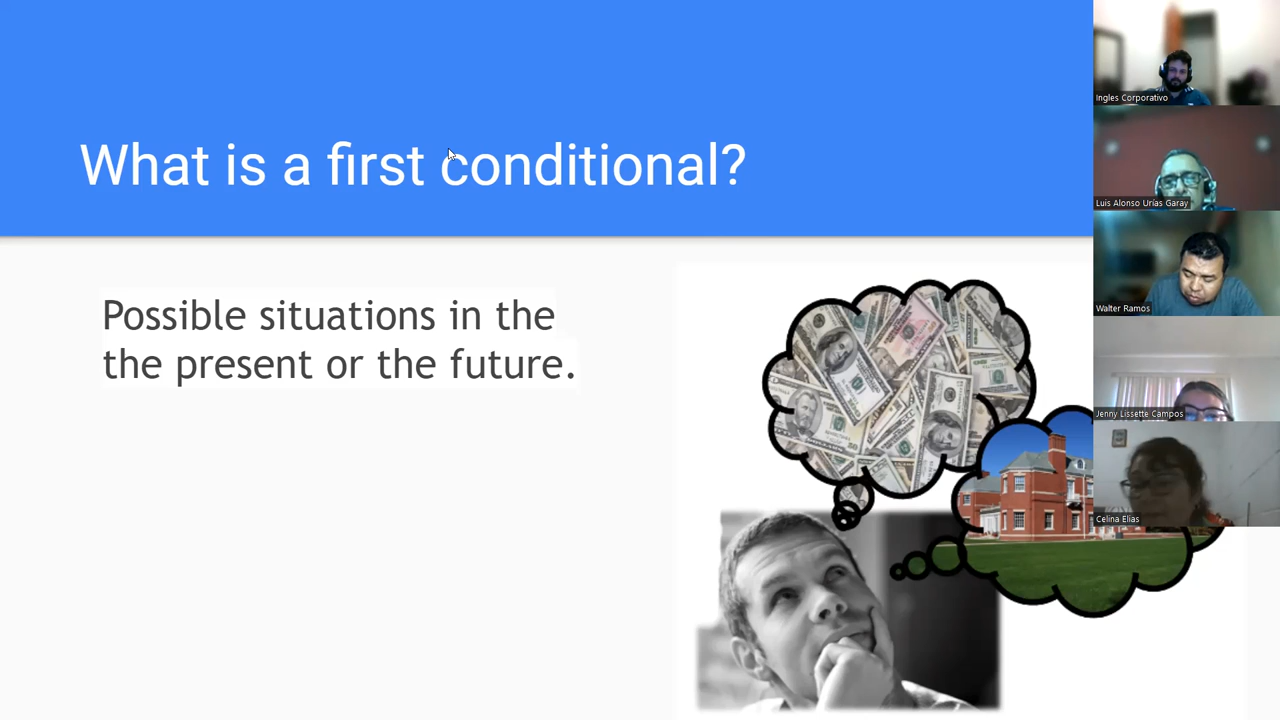 What is a first conditional?
Possible situations in the
the present or the future.
Ingles Corporativo
Luis Alonso Urías Garay
Walter Ramos
Jenny Lissette Campos
Celina Elias